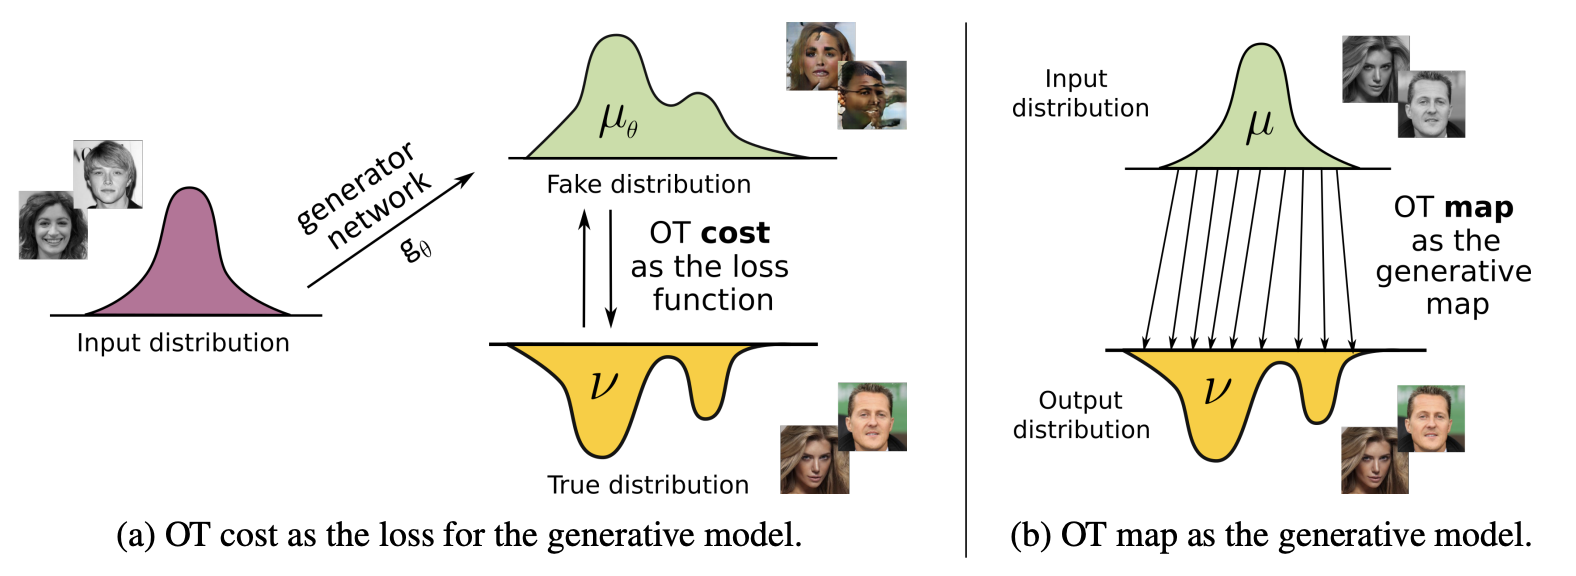 Input distribution
generator
network
g_θ
μ_θ
Fake distribution
OT cost
as the loss
function
ν
True distribution
(a) OT cost as the loss for the generative model.
Input
distribution
μ
OT map
as the
generative
map
ν
Output
distribution
(b) OT map as the generative model.